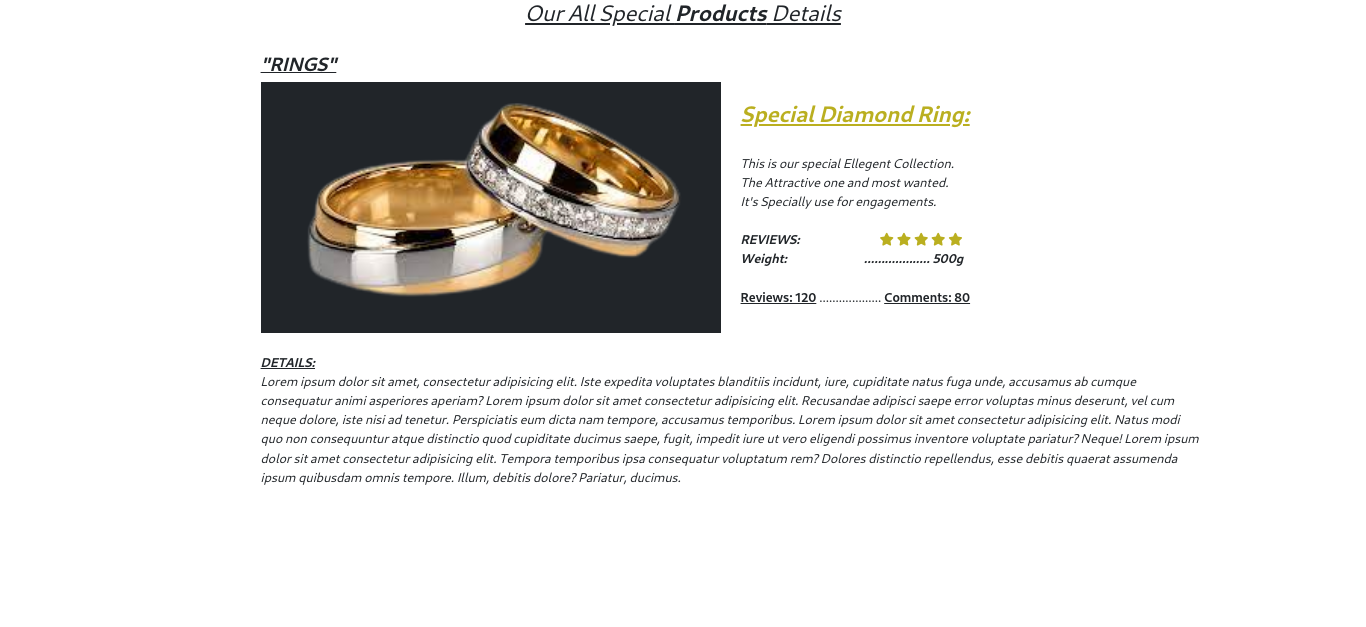 Our All Special Products Details
"RINGS"
Special Diamond Ring:
This is our special Ellegent Collection.
The Attractive one and most wanted.
It's Specially use for engagements.
REVIEWS:
Weight: ................... 500g
Reviews: 120 ................... Comments: 80
DETAILS:
Lorem ipsum dolor sit amet, consectetur adipisicing elit. Iste expedita voluptates blanditiis incidunt, iure, cupiditate natus fuga unde, accusamus ab cumque
consequatur animi asperiores aperiam? Lorem ipsum dolor sit amet consectetur adipisicing elit. Recusandae adipisci saepe error voluptas minus deserunt, vel cum
neque dolore, iste nisi ad tenetur. Perspiciatis eum dicta nam tempore, accusamus temporibus. Lorem ipsum dolor sit amet consectetur adipisicing elit. Natus modi
quo non consequuntur atque distinctio quod cupiditate ducimus saepe, fugit, impedit iure ut vero eligendi possimus inventore voluptate pariatur? Neque! Lorem ipsum
dolor sit amet consectetur adipisicing elit. Tempora temporibus ipsa consequatur voluptatum rem? Dolores distinctio repellendus, esse debitis quaerat assumenda
ipsum quibusdam omnis tempore. Illum, debitis dolore? Pariatur, ducimus.